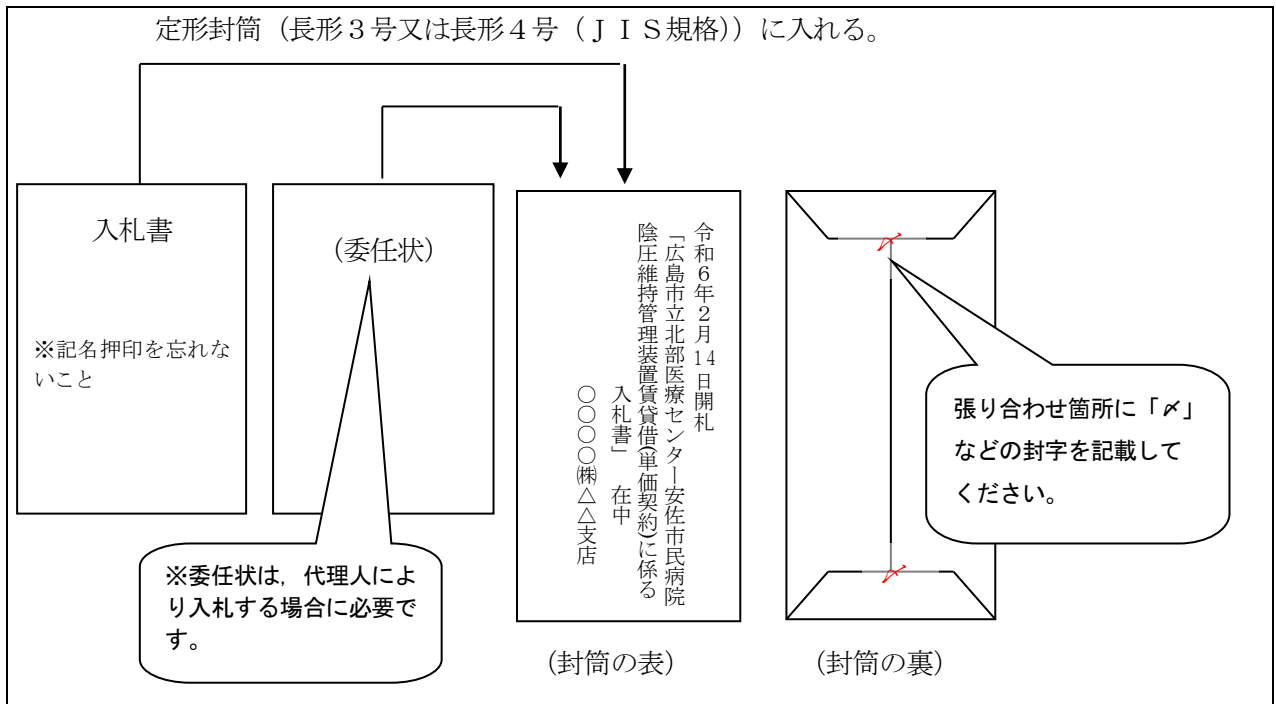 定形封筒（長形３号又は長形４号（ＪＩＳ規格））に入れる。
入札書
※記名押印を忘れな
いこと
（委任状）
※委任状は，代理人によ
り入札する場合に必要で
す。
令和６年２月14日開札
「広島市立北部医療センター安佐市民病院
陰圧維持管理装置賃貸借(単価契約)に係る
入札書」　在中
○○○○㈱△△支店
〆
〆
張り合わせ箇所に「〆」
などの封字を記載して
ください。
（封筒の表）
（封筒の裏）